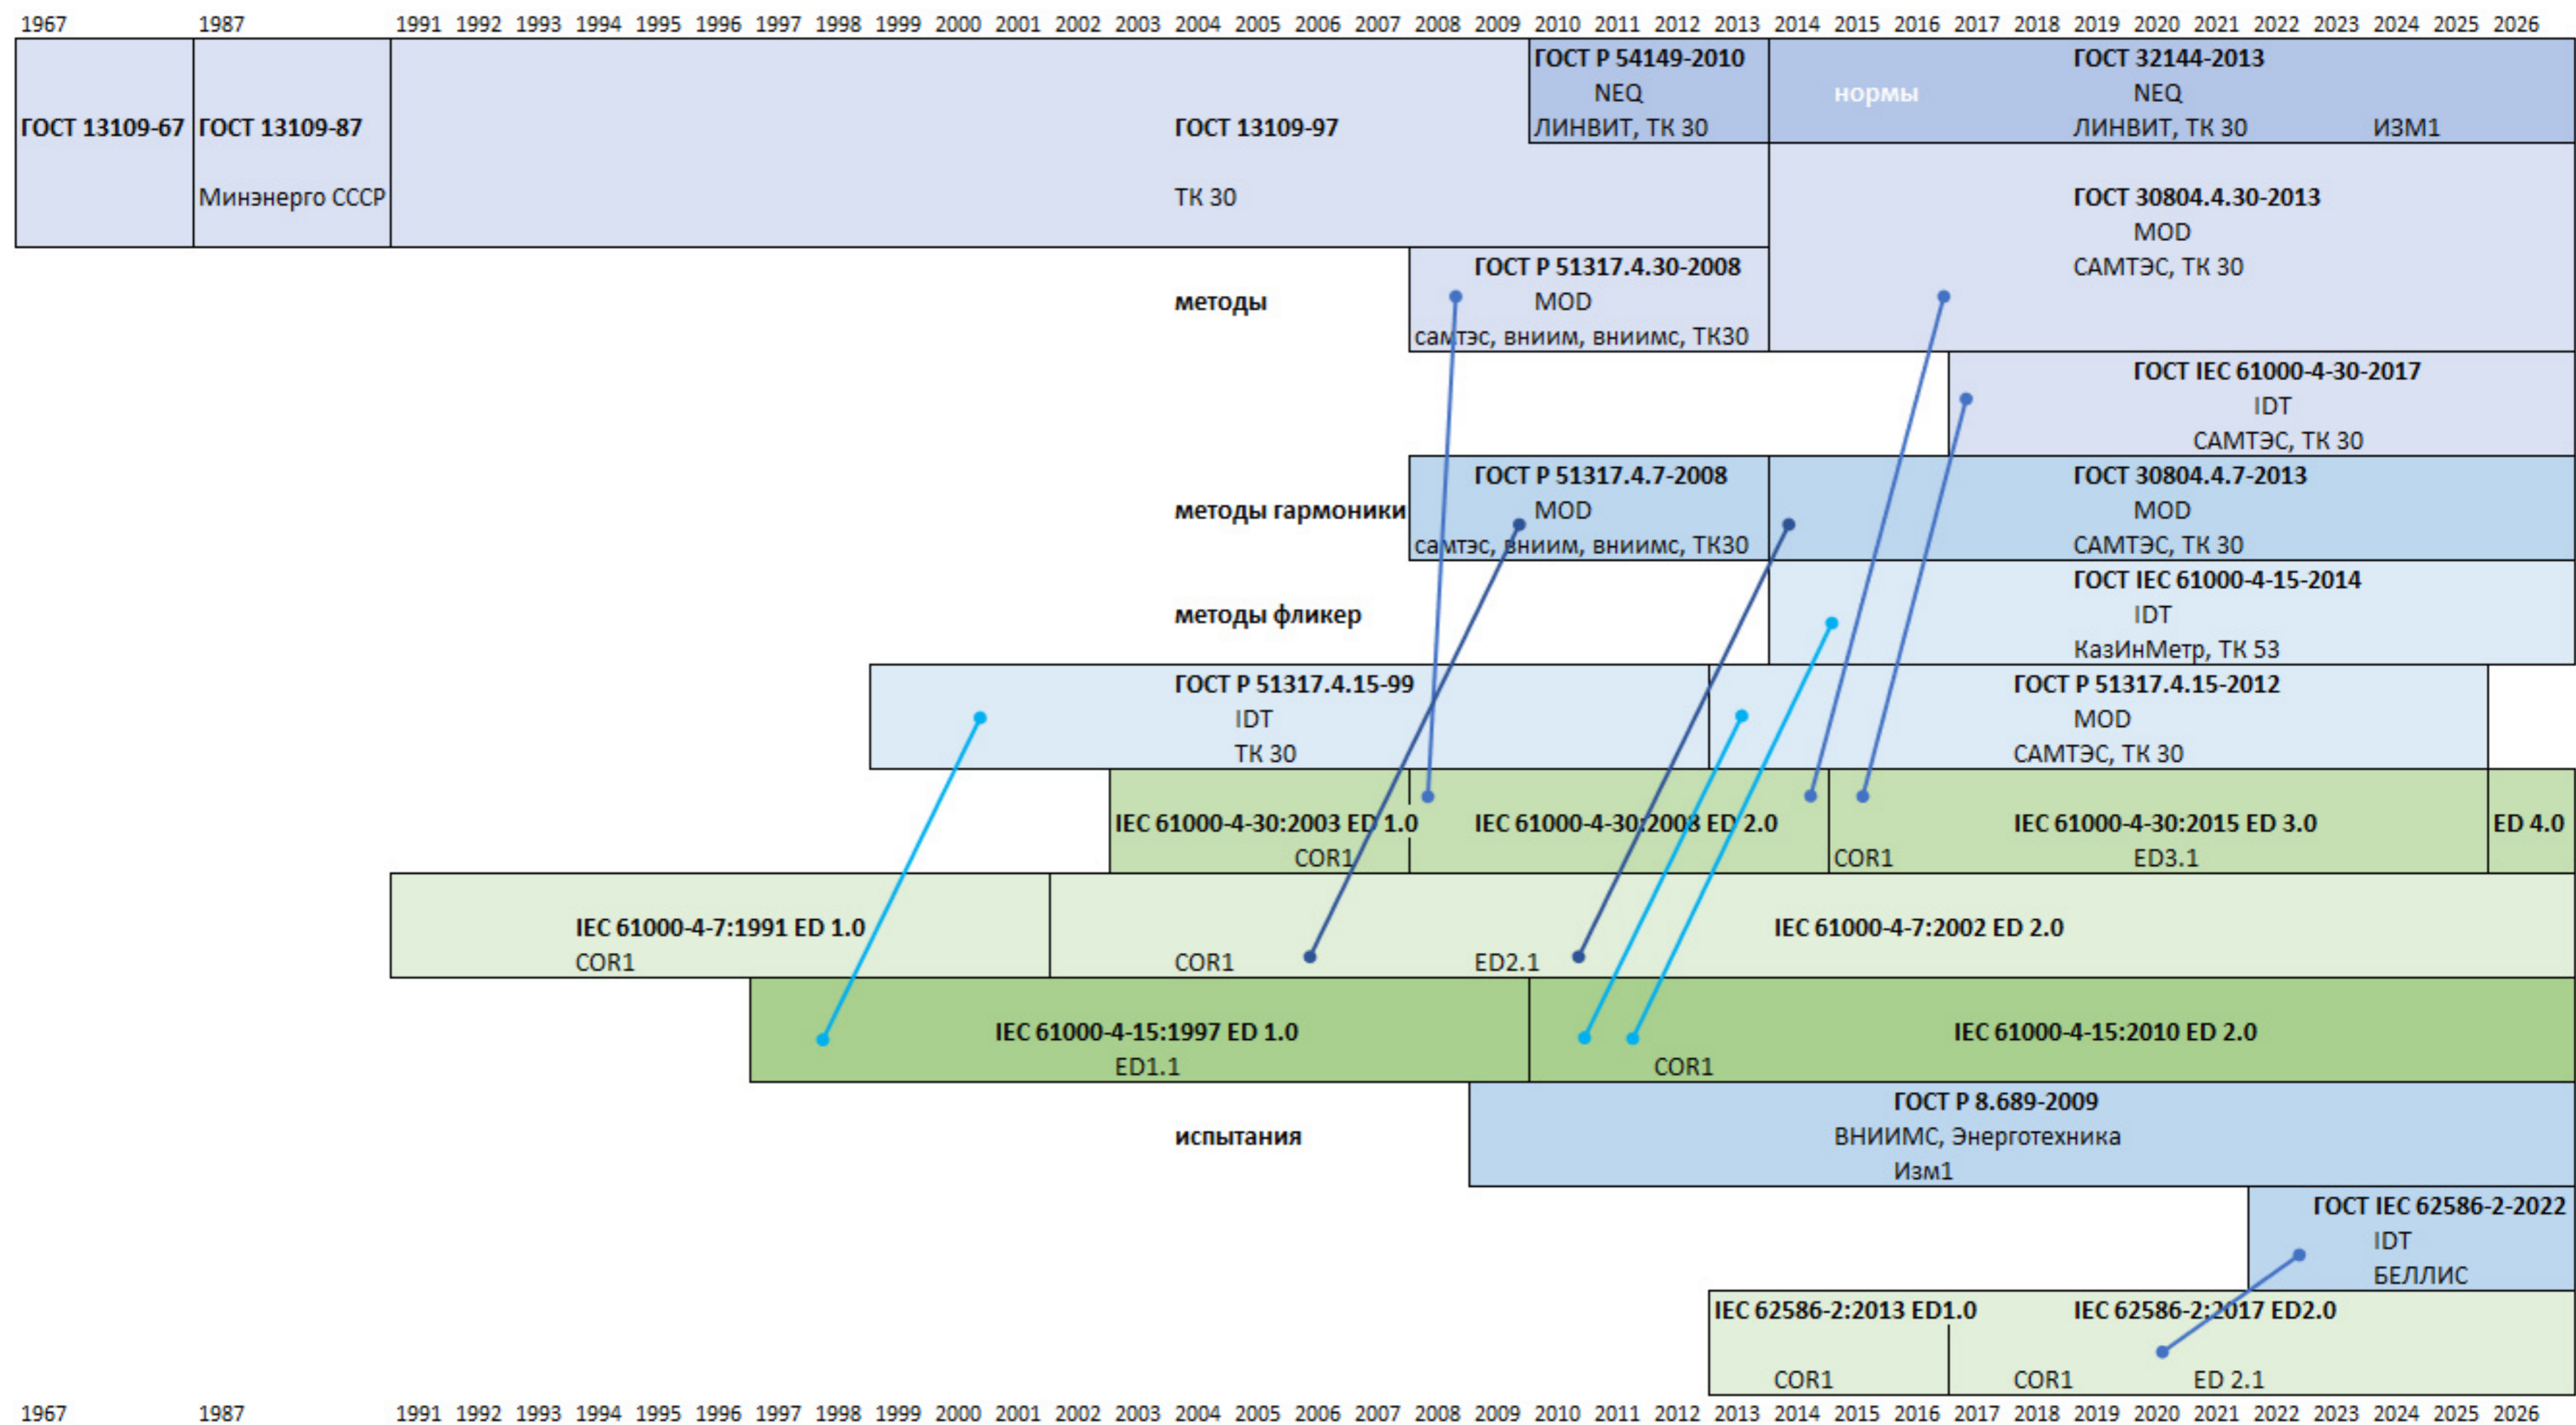 1967 1987 1991 1992 1993 1994 1995 1996 1997 1998 1999 2000 2001 2002 2003 2004 2005 2006 2007 2008 2009 2010 2011 2012 2013 2014 2015 2016 2017 2018 2019 2020 2021 2022 2023 2024 2025 2026
ГОСТ Р 54149-2010 ГОСТ 32144-2013
NEQ нормы NEQ
ГОСТ 13109-67 ГОСТ 13109-87 ГОСТ 13109-97 ЛИНВИТ, ТК 30 ЛИНВИТ, ТК 30 ИЗМ1
Минэнерго СССР ТК 30 ГОСТ 30804.4.30-2013
MOD
ГОСТ Р 51317.4.30-2008 САМТЭС, ТК 30
методы MOD
самтэс, вниим, вниимс, ТК30
ГОСТ IEC 61000-4-30-2017
IDT
САМТЭС, ТК 30
ГОСТ Р 51317.4.7-2008 ГОСТ 30804.4.7-2013
методы гармоники MOD MOD
самтэс, вниим, вниимс, ТК30 САМТЭС, ТК 30
ГОСТ IEC 61000-4-15-2014
методы фликер IDT
КазИнМетр, ТК 53
ГОСТ Р 51317.4.15-99 ГОСТ Р 51317.4.15-2012
IDT MOD
ТК 30 САМТЭС, ТК 30
IEC 61000-4-30:2003 ED 1.0 IEC 61000-4-30:2008 ED 2.0 IEC 61000-4-30:2015 ED 3.0 ED 4.0
COR1 COR1 ED3.1
IEC 61000-4-7:1991 ED 1.0 IEC 61000-4-7:2002 ED 2.0
COR1 COR1 ED2.1
IEC 61000-4-15:1997 ED 1.0 IEC 61000-4-15:2010 ED 2.0
ED1.1 COR1
ГОСТ Р 8.689-2009
испытания ВНИИМС, Энерготехника
Изм1
ГОСТ IEC 62586-2-2022
IDT
БЕЛЛИС
IEC 62586-2:2013 ED1.0 IEC 62586-2:2017 ED2.0
COR1 COR1 ED 2.1
1967 1987 1991 1992 1993 1994 1995 1996 1997 1998 1999 2000 2001 2002 2003 2004 2005 2006 2007 2008 2009 2010 2011 2012 2013 2014 2015 2016 2017 2018 2019 2020 2021 2022 2023 2024 2025 2026